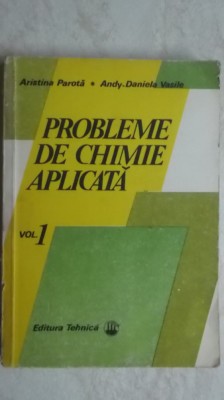 Aristina Parotă • Andy-Daniela Vasile
PROBLEME
DE CHIMIE
APLICATĂ
VOL. 1
Editura Tehnică